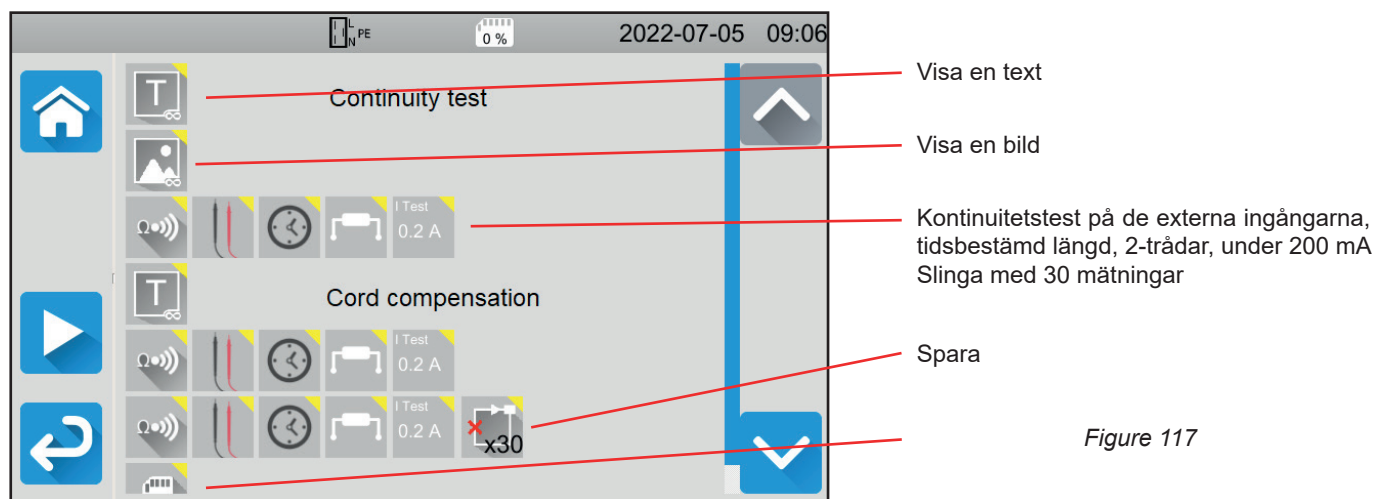 L
N PE
0 %
2022-07-05 09:06
T
Continuity test
Visa en text
Visa en bild
Ω
I Test
0.2 A
Kontinuitetstest på de externa ingångarna,
tidsbestämd längd, 2-trådar, under 200 mA
Slinga med 30 mätningar
T
Cord compensation
Ω
I Test
0.2 A
Spara
Ω
I Test
0.2 A
x30
Figure 117